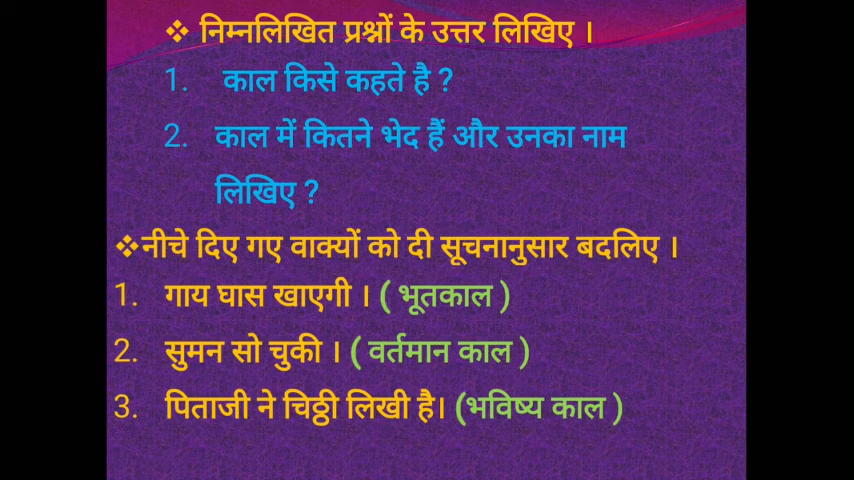 ❖ निम्नलिखित प्रश्नों के उत्तर लिखिए ।
1. काल किसे कहते है ?
2. काल में कितने भेद हैं और उनका नाम
लिखिए ?
❖नीचे दिए गए वाक्यों को दी सूचनानुसार बदलिए ।
1. गाय घास खाएगी । ( भूतकाल )
2. सुमन सो चुकी । ( वर्तमान काल )
3. पिताजी ने चिठ्ठी लिखी है। (भविष्य काल )